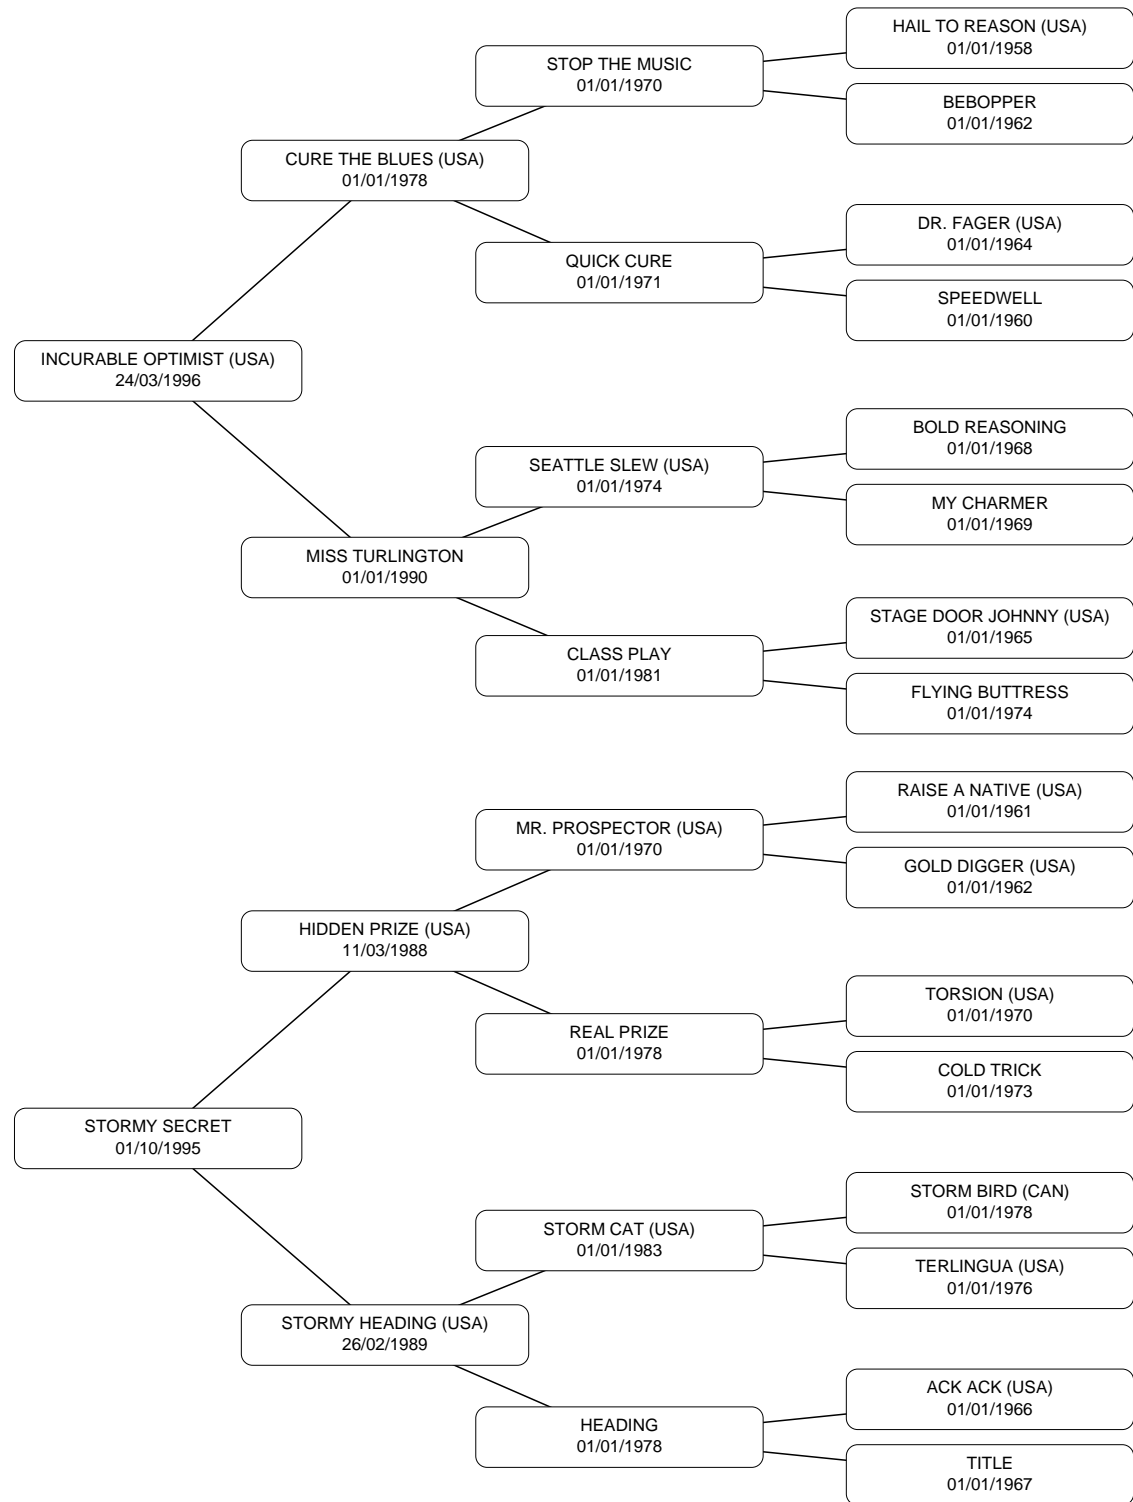 HAIL TO REASON (USA)
01/01/1958
STOP THE MUSIC
01/01/1970
BEBOPPER
01/01/1962
CURE THE BLUES (USA)
01/01/1978
DR. FAGER (USA)
01/01/1964
QUICK CURE
01/01/1971
SPEEDWELL
01/01/1960
INCURABLE OPTIMIST (USA)
24/03/1996
BOLD REASONING
01/01/1968
SEATTLE SLEW (USA)
01/01/1974
MY CHARMER
01/01/1969
MISS TURLINGTON
01/01/1990
STAGE DOOR JOHNNY (USA)
01/01/1965
CLASS PLAY
01/01/1981
FLYING BUTTRESS
01/01/1974
RAISE A NATIVE (USA)
01/01/1961
MR. PROSPECTOR (USA)
01/01/1970
GOLD DIGGER (USA)
01/01/1962
HIDDEN PRIZE (USA)
11/03/1988
TORSION (USA)
01/01/1970
REAL PRIZE
01/01/1978
COLD TRICK
01/01/1973
STORMY SECRET
01/10/1995
STORM BIRD (CAN)
01/01/1978
STORM CAT (USA)
01/01/1983
TERLINGUA (USA)
01/01/1976
STORMY HEADING (USA)
26/02/1989
ACK ACK (USA)
01/01/1966
HEADING
01/01/1978
TITLE
01/01/1967